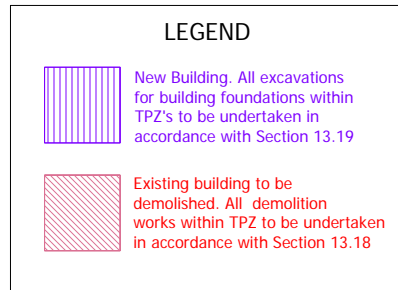 LEGEND
New Building. All excavations
for building foundations within
TPZ's to be undertaken in
accordance with Section 13.19
Existing building to be
demolished. All demolition
works within TPZ to be undertaken
in accordance with Section 13.18